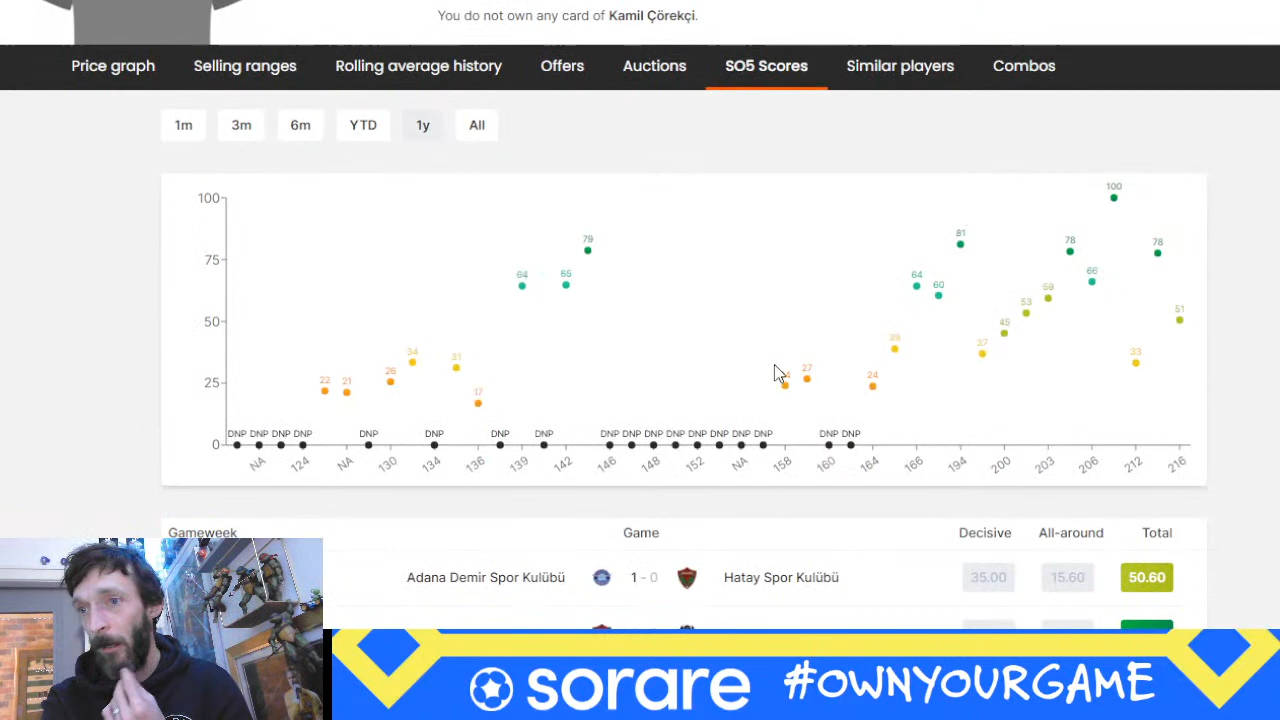 You do not own any card of Kamil Çörekçi.
Price graph Selling ranges Rolling average history Offers Auctions SO5 Scores Similar players Combos
1m 3m 6m YTD 1y All
100
75
50
25
0
22 21 26 34 31 17 64 65 79 27 24 39 64 60 81 37 45 53 59 78 66 100 33 78 51
DNP DNP DNP DNP DNP DNP DNP DNP DNP DNP DNP DNP DNP DNP DNP DNP DNP DNP
NA 124 NA 130 134 136 139 142 146 148 152 NA 158 160 164 166 194 200 203 206 212 216
Gameweek Game Decisive All-around Total
Adana Demir Spor Kulübü 1 - 0 Hatay Spor Kulübü 35.00 15.60 50.60
sorare #OWNYOURGAME